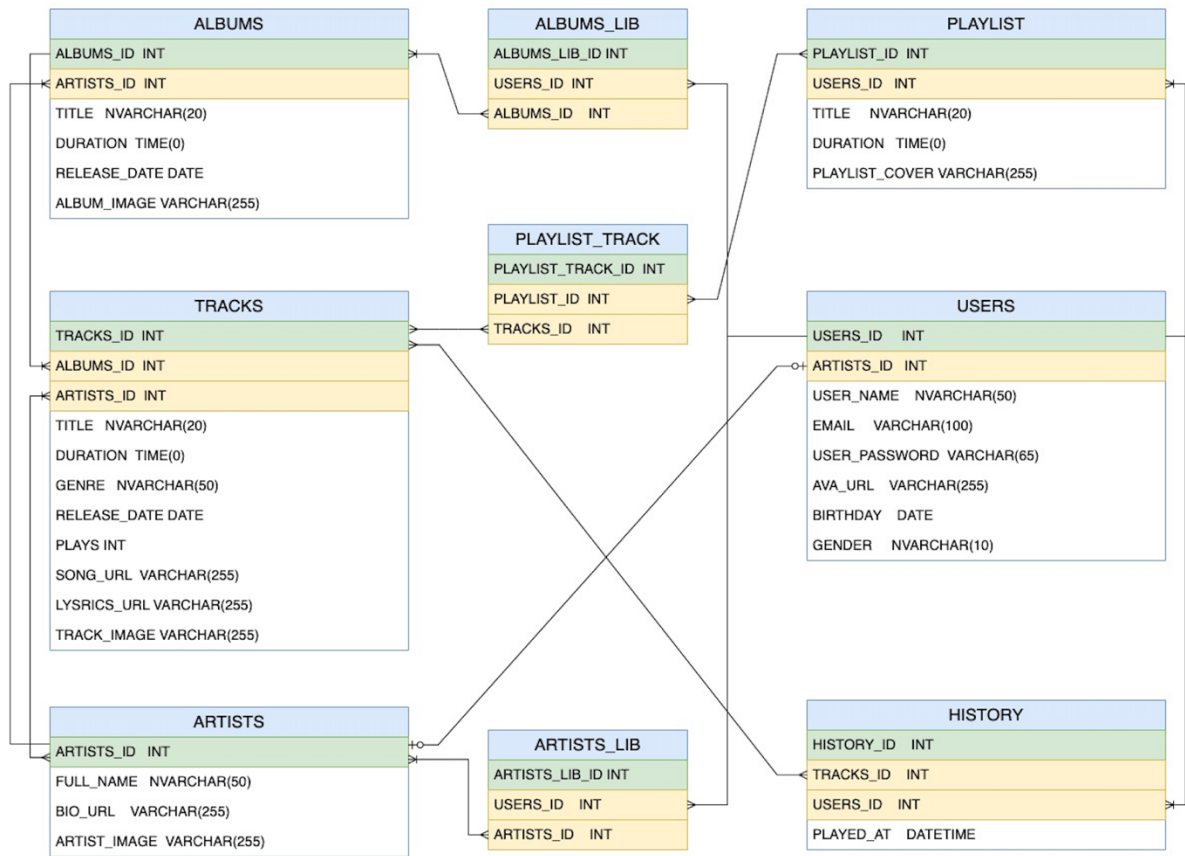 ALBUMS
ALBUMS_ID INT
ARTISTS_ID INT
TITLE NVARCHAR(20)
DURATION TIME(0)
RELEASE_DATE DATE
ALBUM_IMAGE VARCHAR(255)
ALBUMS_LIB
ALBUMS_LIB_ID INT
USERS_ID INT
ALBUMS_ID INT
PLAYLIST
PLAYLIST_ID INT
USERS_ID INT
TITLE NVARCHAR(20)
DURATION TIME(0)
PLAYLIST_COVER VARCHAR(255)
PLAYLIST_TRACK
PLAYLIST_TRACK_ID INT
PLAYLIST_ID INT
TRACKS_ID INT
TRACKS
TRACKS_ID INT
ALBUMS_ID INT
ARTISTS_ID INT
TITLE NVARCHAR(20)
DURATION TIME(0)
GENRE NVARCHAR(50)
RELEASE_DATE DATE
PLAYS INT
SONG_URL VARCHAR(255)
LYSRICS_URL VARCHAR(255)
TRACK_IMAGE VARCHAR(255)
USERS
USERS_ID INT
ARTISTS_ID INT
USER_NAME NVARCHAR(50)
EMAIL VARCHAR(100)
USER_PASSWORD VARCHAR(65)
AVA_URL VARCHAR(255)
BIRTHDAY DATE
GENDER NVARCHAR(10)
ARTISTS
ARTISTS_ID INT
FULL_NAME NVARCHAR(50)
BIO_URL VARCHAR(255)
ARTIST_IMAGE VARCHAR(255)
ARTISTS_LIB
ARTISTS_LIB_ID INT
USERS_ID INT
ARTISTS_ID INT
HISTORY
HISTORY_ID INT
TRACKS_ID INT
USERS_ID INT
PLAYED_AT DATETIME